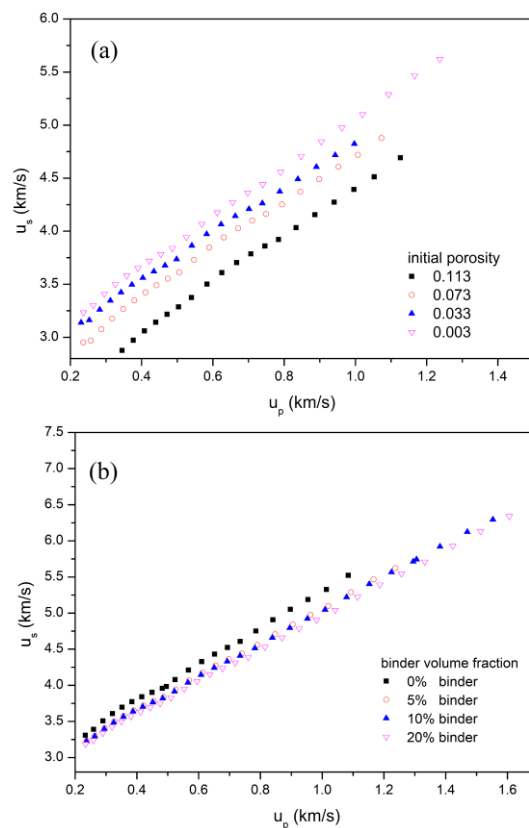 (a)
6.0
5.5
5.0
4.5
4.0
3.5
3.0
u_s (km/s)
initial porosity
0.113
0.073
0.033
0.003
0.2 0.4 0.6 0.8 1.0 1.2 1.4
u_p (km/s)
(b)
7.5
7.0
6.5
6.0
5.5
5.0
4.5
4.0
3.5
3.0
u_s (km/s)
binder volume fraction
0% binder
5% binder
10% binder
20% binder
0.2 0.4 0.6 0.8 1.0 1.2 1.4 1.6
u_p (km/s)